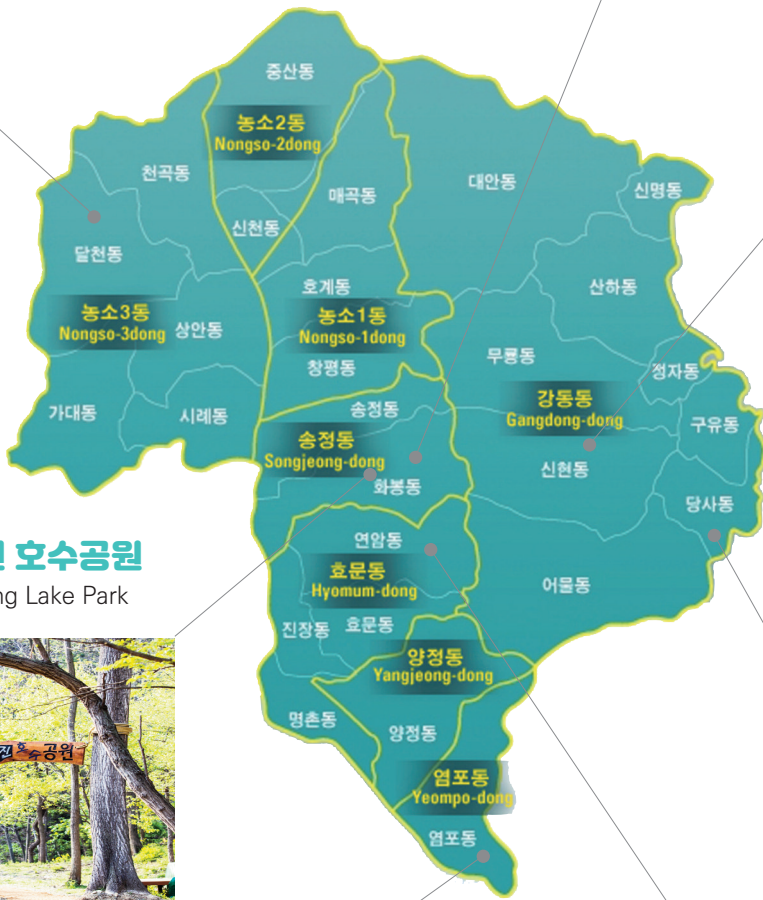 중산동
농소2동
Nongso-2dong
천곡동
매곡동
대안동
신명동
신천동
달천동
호계동
산하동
농소3동
Nongso-3dong
상안동
농소1동
Nongso-1dong
무룡동
창평동
정자동
가대동
시례동
송정동
강동동
Gangdong-dong
구유동
송정동
Songjeong-dong
화봉동
신현동
당사동
연암동
호수공원
ng Lake Park
효문동
Hyomum-dong
어물동
진장동
효문동
양정동
Yangjeong-dong
명촌동
양정동
진호수공원
염포동
Yeompo-dong
염포동